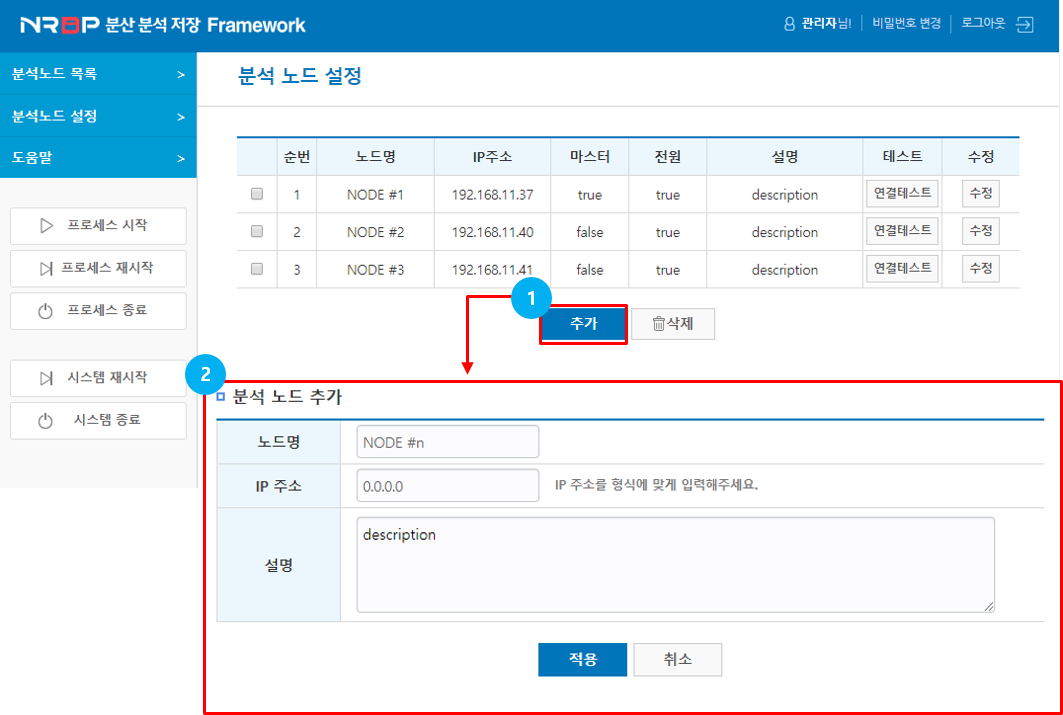 NRBP 분산 분석 저장 Framework
관리자님! 비밀번호 변경 로그아웃
분석노드 목록 >
분석노드 설정 >
도움말 >
프로세스 시작
프로세스 재시작
프로세스 종료
시스템 재시작
시스템 종료
분석 노드 설정
순번 노드명 IP주소 마스터 전원 설명 테스트 수정
1 NODE #1 192.168.11.37 true true description 연결테스트 수정
2 NODE #2 192.168.11.40 false true description 연결테스트 수정
3 NODE #3 192.168.11.41 false true description 연결테스트 수정
1
추가 삭제
2
분석 노드 추가
노드명 NODE #n
IP 주소 0.0.0.0 IP 주소를 형식에 맞게 입력해주세요.
설명 description
적용 취소